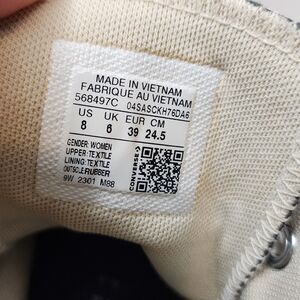 MADE IN VIETNAM
FABRIQUE AU VIETNAM
568497C 04SASCKH76DA6
US UK EUR CM
8 6 39 24.5
GENDER: WOMEN
UPPER: TEXTILE
LINING: TEXTILE
OUTSOLE: RUBBER
9W 2301 M88
CONVERSE